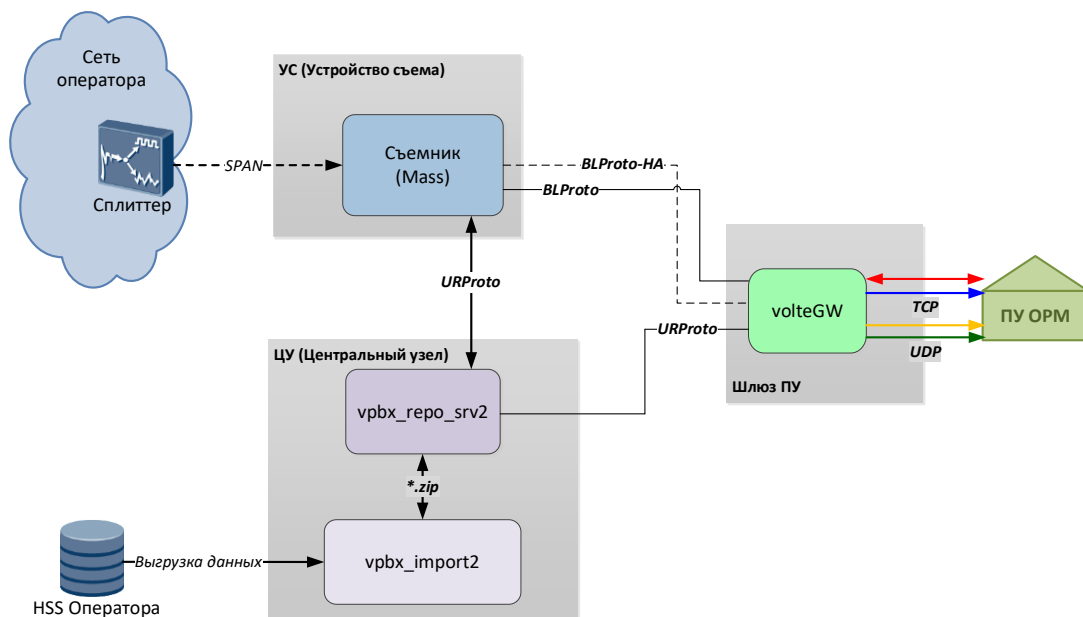 Сеть
оператора
Сплиттер
SPAN
УС (Устройство съема)
Съемник
(Mass)
BLProto-HA
BLProto
URProto
volteGW
TCP
UDP
ПУ ОРМ
Шлюз ПУ
URProto
ЦУ (Центральный узел)
vpbx_repo_srv2
*.zip
vpbx_import2
Выгрузка данных
HSS Оператора